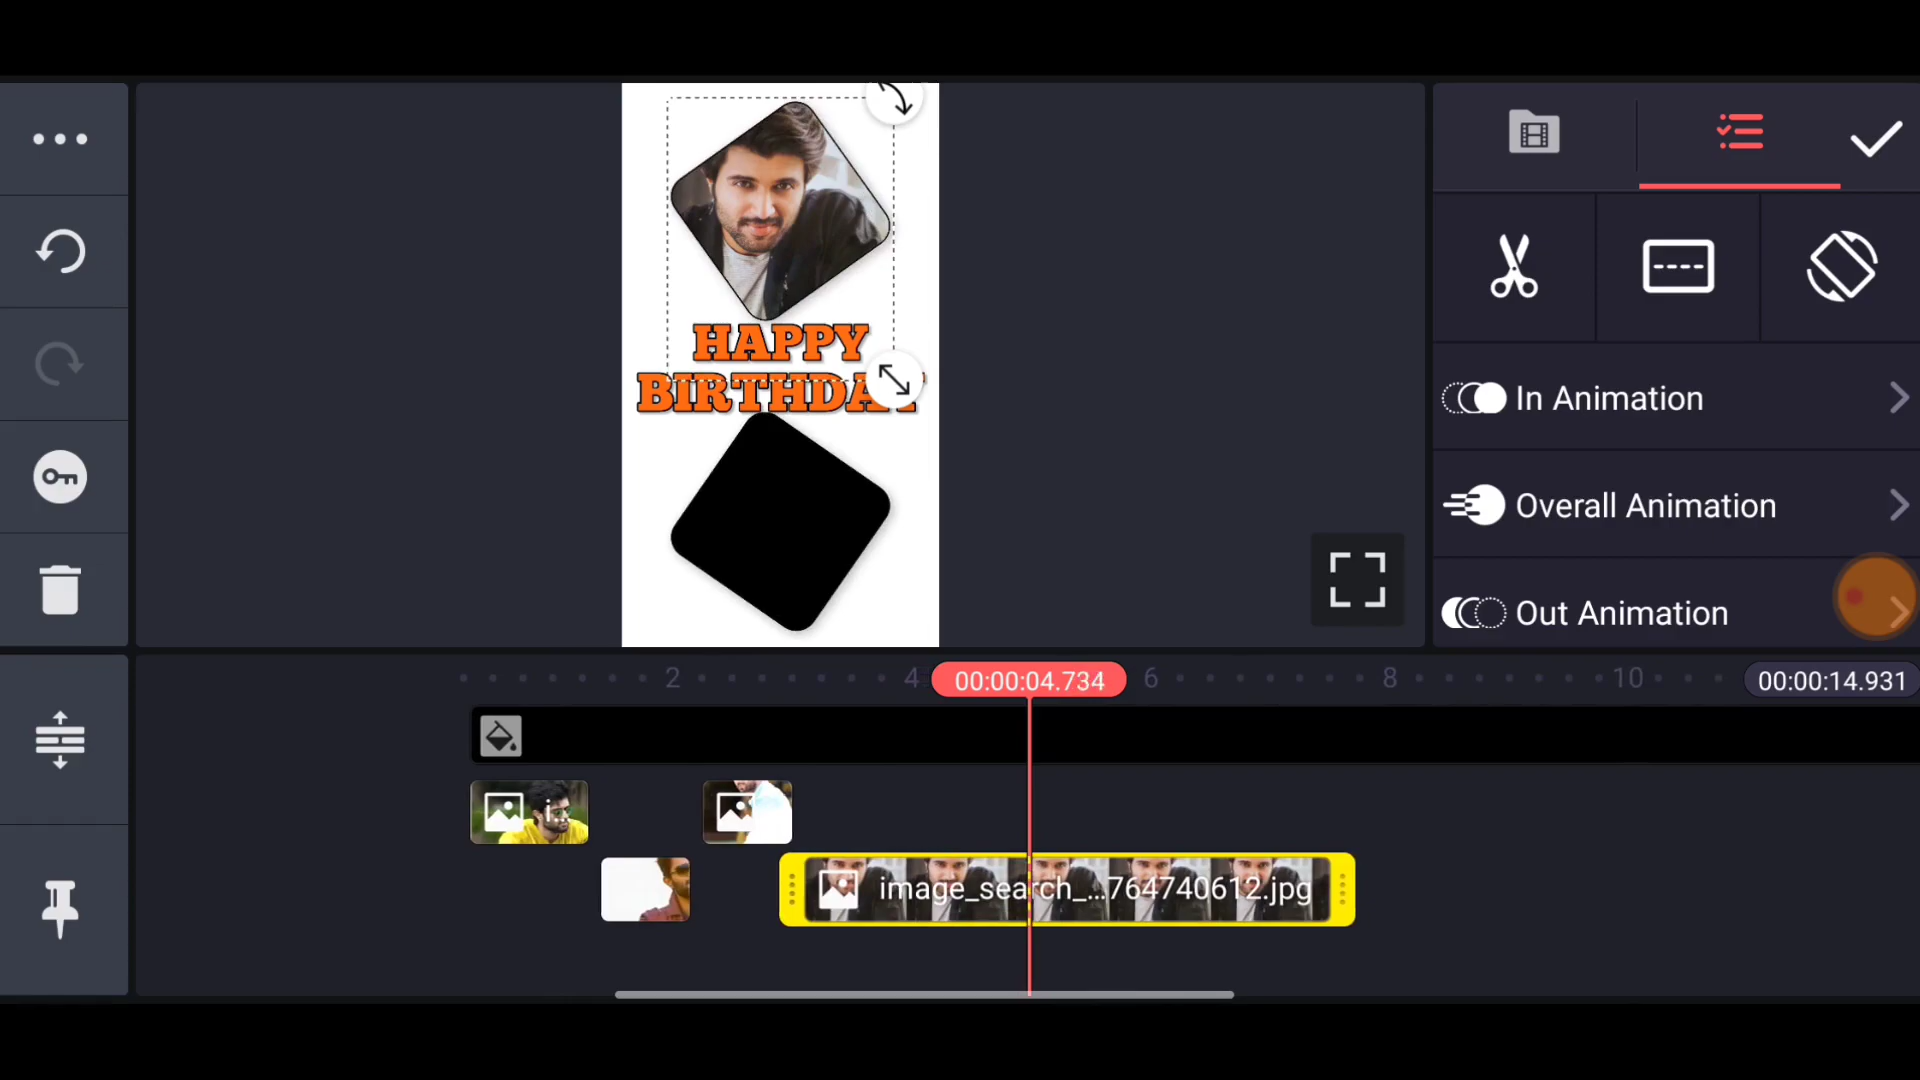 HAPPY
BIRTHDAY
In Animation
Overall Animation
Out Animation
2
4
00:00:04.734
6
8
10
00:00:14.931
i...
image_search_...764740612.jpg